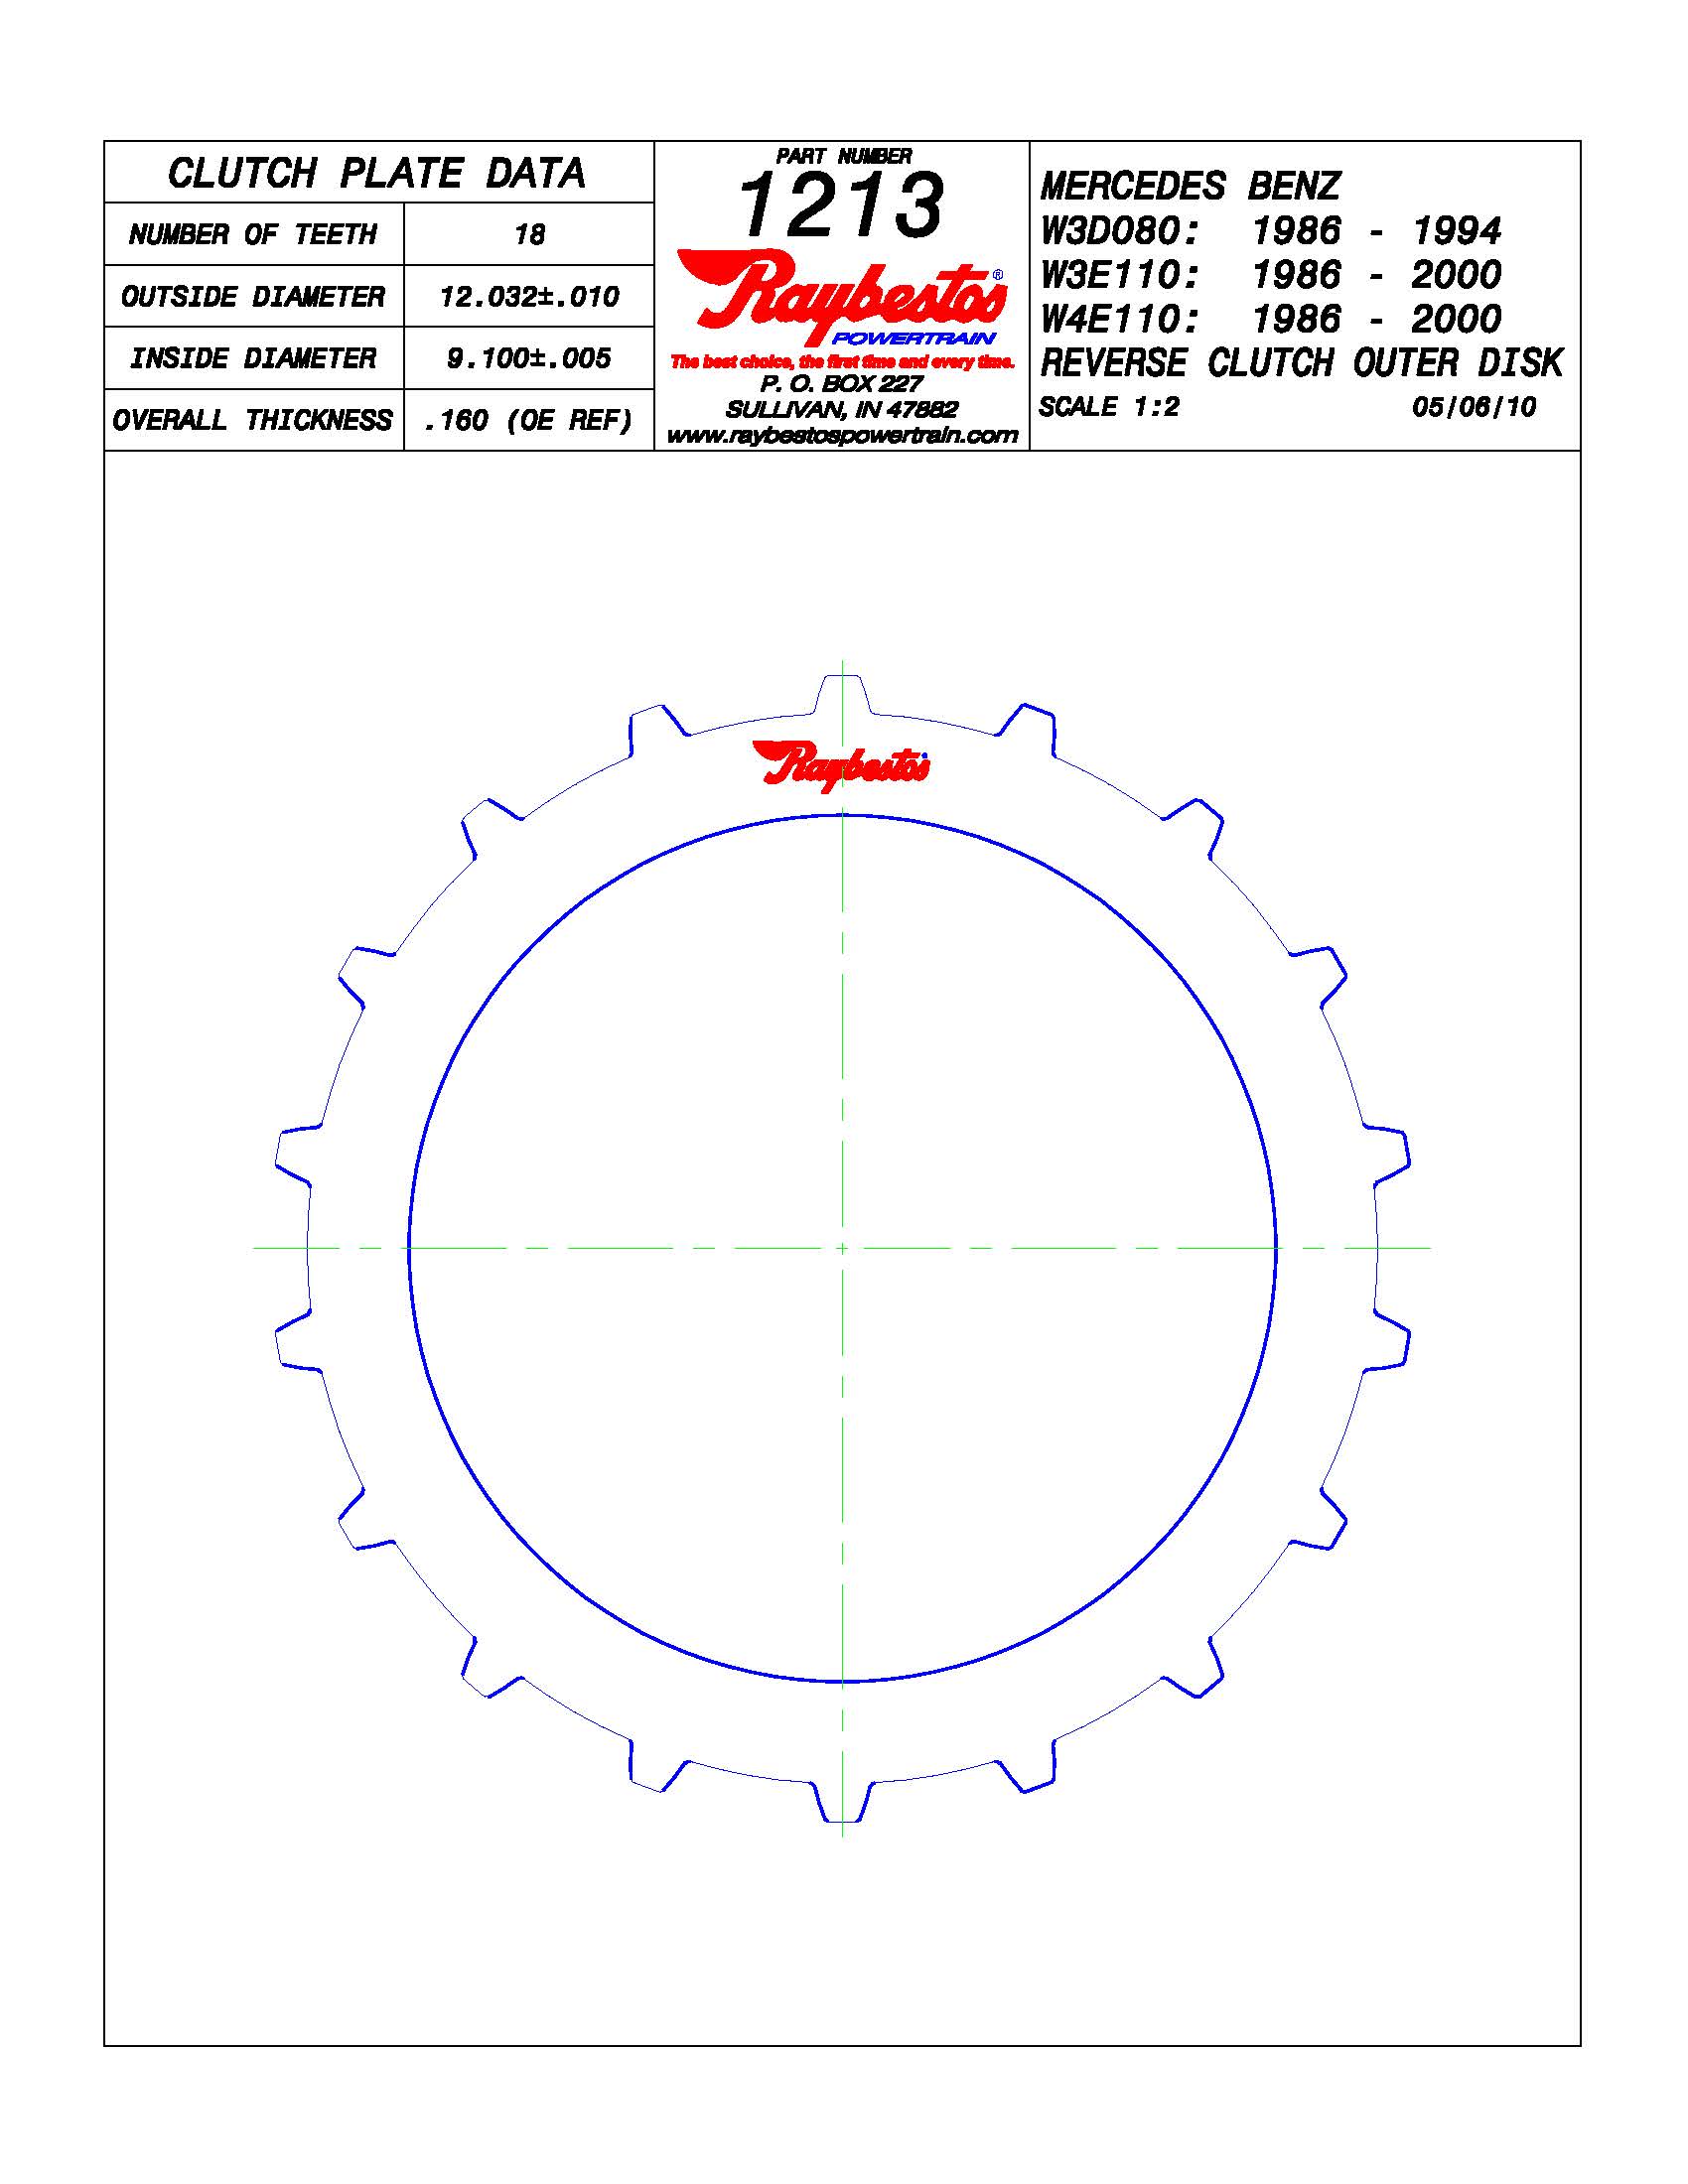 CLUTCH PLATE DATA
NUMBER OF TEETH 18
OUTSIDE DIAMETER 12.032±.010
INSIDE DIAMETER 9.100±.005
OVERALL THICKNESS .160 (OE REF)
PART NUMBER
1213
Raybestos®
POWERTRAIN
The best choice, the first time and every time.
P. O. BOX 227
SULLIVAN, IN 47882
www.raybestospowertrain.com
MERCEDES BENZ
W3D080: 1986 - 1994
W3E110: 1986 - 2000
W4E110: 1986 - 2000
REVERSE CLUTCH OUTER DISK
SCALE 1:2 05/06/10
Raybestos